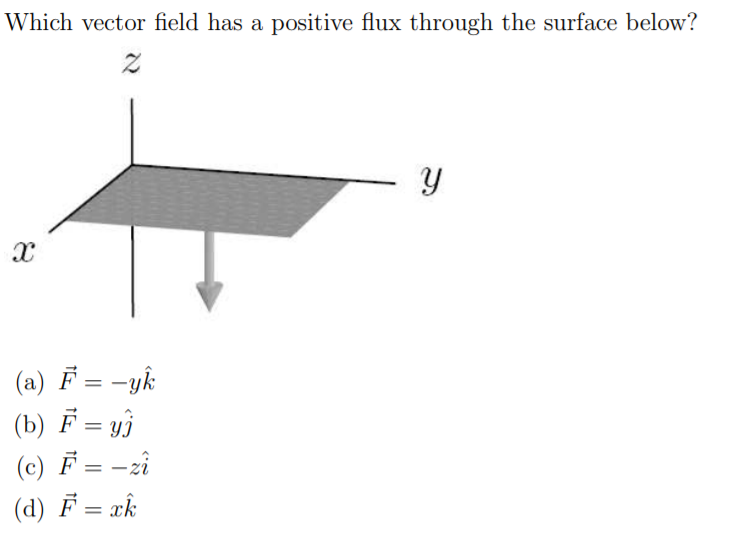 Which vector field has a positive flux through the surface below?
z
y
x
(a) \vec{F} = -y\hat{k}
(b) \vec{F} = y\hat{j}
(c) \vec{F} = -z\hat{i}
(d) \vec{F} = x\hat{k}